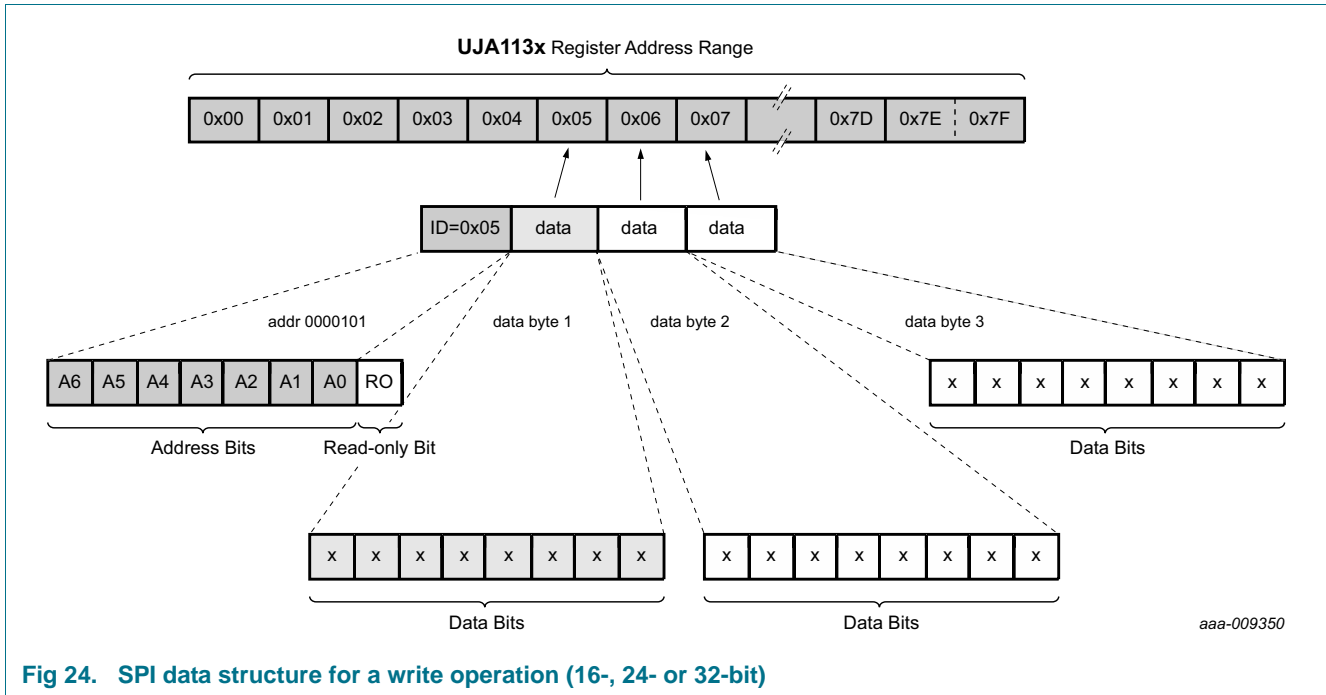 UJA113x Register Address Range
0x00 0x01 0x02 0x03 0x04 0x05 0x06 0x07 0x7D 0x7E 0x7F
ID=0x05 data data data
addr 0000101 data byte 1 data byte 2 data byte 3
A6 A5 A4 A3 A2 A1 A0 RO x x x x x x x x
Address Bits Read-only Bit Data Bits
x x x x x x x x x x x x x x x x
Data Bits Data Bits aaa-009350
Fig 24. SPI data structure for a write operation (16-, 24- or 32-bit)